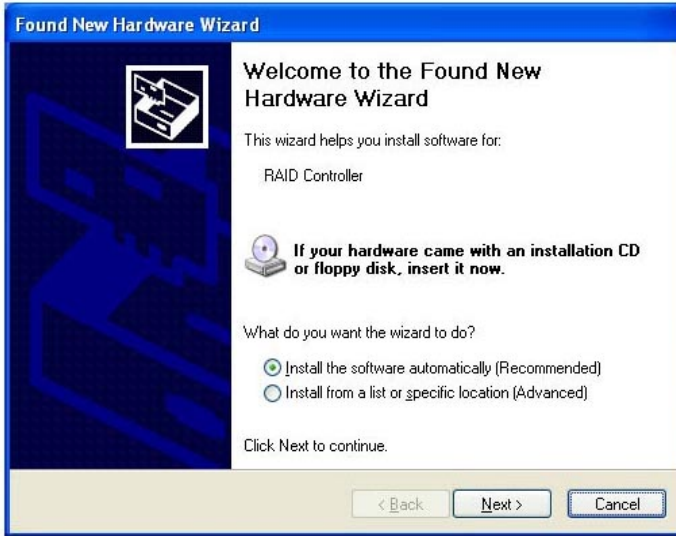 Found New Hardware Wizard
Welcome to the Found New
Hardware Wizard
This wizard helps you install software for:
RAID Controller
If your hardware came with an installation CD
or floppy disk, insert it now.
What do you want the wizard to do?
Install the software automatically (Recommended)
Install from a list or specific location (Advanced)
Click Next to continue.
< Back Next > Cancel